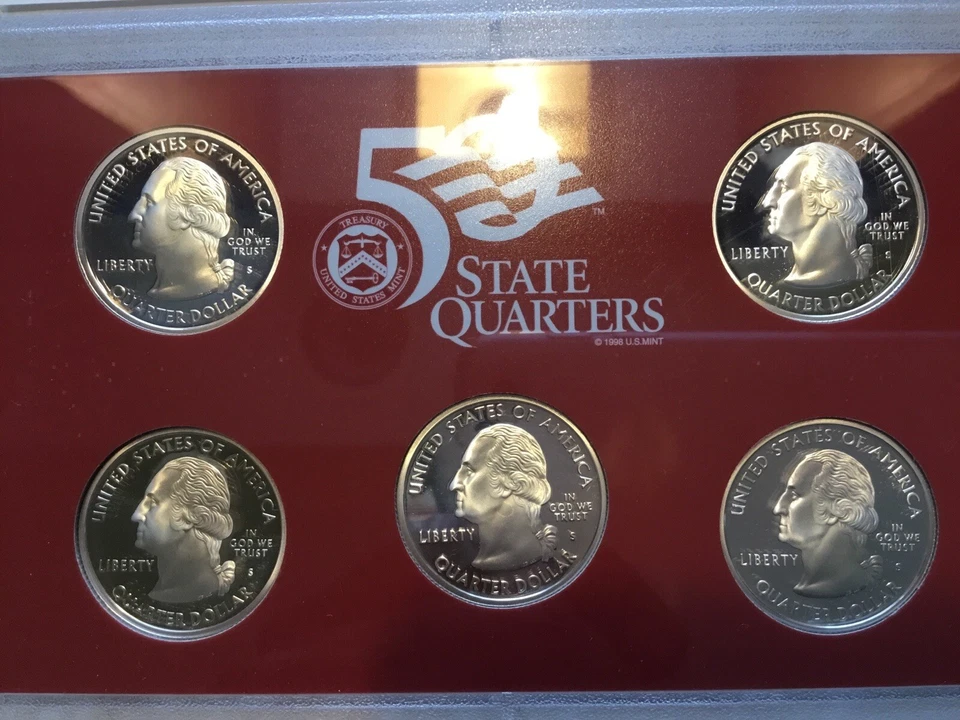 UNITED STATES OF AMERICA
LIBERTY
IN
GOD WE
TRUST
S
QUARTER DOLLAR
50
TM
STATE
QUARTERS
© 1998 U.S. MINT
TREASURY
UNITED STATES MINT
UNITED STATES OF AMERICA
LIBERTY
IN
GOD WE
TRUST
S
QUARTER DOLLAR
UNITED STATES OF AMERICA
LIBERTY
IN
GOD WE
TRUST
S
QUARTER DOLLAR
UNITED STATES OF AMERICA
LIBERTY
IN
GOD WE
TRUST
S
QUARTER DOLLAR
UNITED STATES OF AMERICA
LIBERTY
IN
GOD WE
TRUST
S
QUARTER DOLLAR